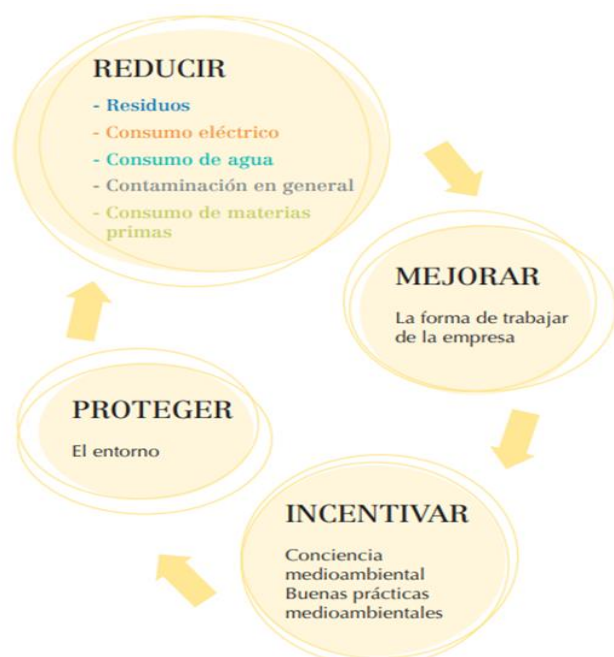 REDUCIR
- Residuos
- Consumo eléctrico
- Consumo de agua
- Contaminación en general
- Consumo de materias
primas
MEJORAR
La forma de trabajar
de la empresa
PROTEGER
El entorno
INCENTIVAR
Conciencia
medioambiental
Buenas prácticas
medioambientales